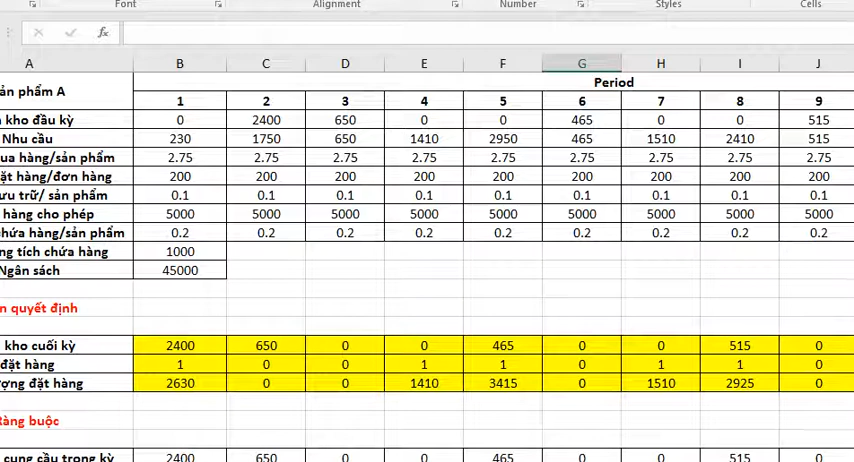 Font Alignment Number Styles Cells
fx
A B C D E F G H I J
ản phẩm A Period
1 2 3 4 5 6 7 8 9
kho đầu kỳ 0 2400 650 0 0 465 0 0 515
Nhu cầu 230 1750 650 1410 2950 465 1510 2410 515
ua hàng/sản phẩm 2.75 2.75 2.75 2.75 2.75 2.75 2.75 2.75 2.75
ặt hàng/đơn hàng 200 200 200 200 200 200 200 200 200
ưu trữ/ sản phẩm 0.1 0.1 0.1 0.1 0.1 0.1 0.1 0.1 0.1
hàng cho phép 5000 5000 5000 5000 5000 5000 5000 5000 5000
chứa hàng/sản phẩm 0.2 0.2 0.2 0.2 0.2 0.2 0.2 0.2 0.2
ng tích chứa hàng 1000
Ngân sách 45000
n quyết định
kho cuối kỳ 2400 650 0 0 465 0 0 515 0
đặt hàng 1 0 0 1 1 0 1 1 0
ượng đặt hàng 2630 0 0 1410 3415 0 1510 2925 0
Ràng buộc
cung cầu trong kỳ 2400 650 0 0 465 0 0 515 0